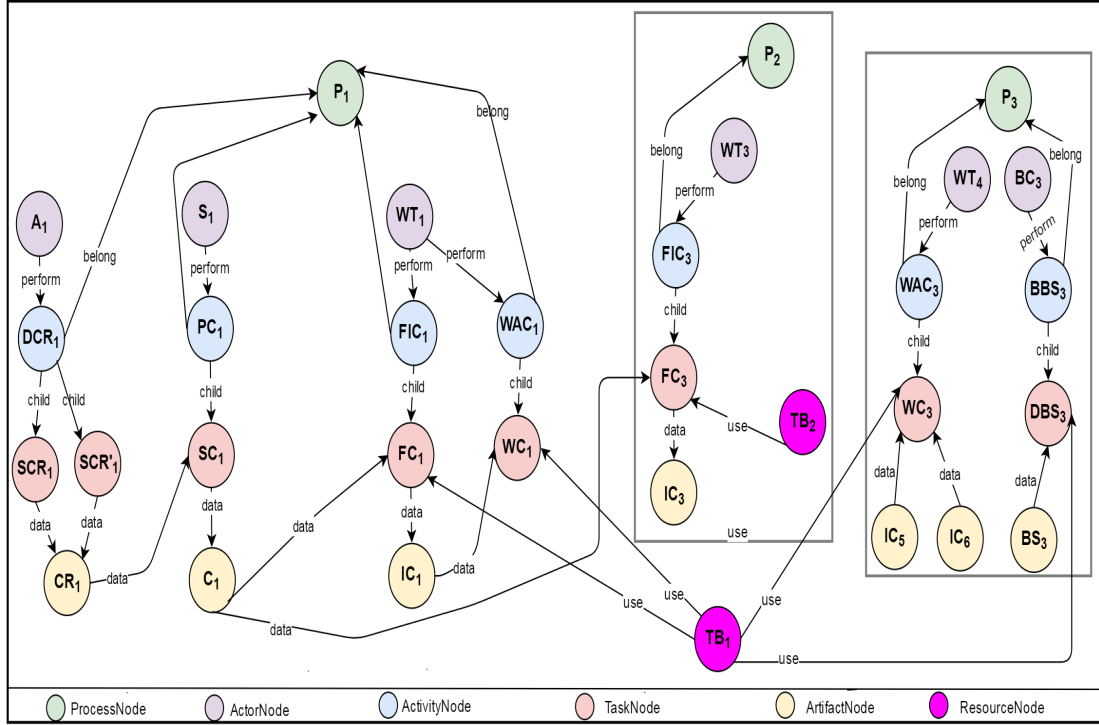 P2
P1
P3
belong
WT3
belong
WT4
BC3
belong
belong
A1
S1
WT1
perform
perform
perform
belong
perform
perform
perform
perform
FIC3
WAC3
BBS3
DCR1
PC1
FIC1
WAC1
child
child
child
child
child
child
child
child
FC3
WC3
DBS3
TB2
use
SCR1
SCR'1
SC1
FC1
WC1
data
data
data
data
IC3
data
data
data
data
data
use
IC5
IC6
BS3
CR1
data
C1
IC1
data
use
use
use
data
TB1
use
ProcessNode
ActorNode
ActivityNode
TaskNode
ArtifactNode
ResourceNode